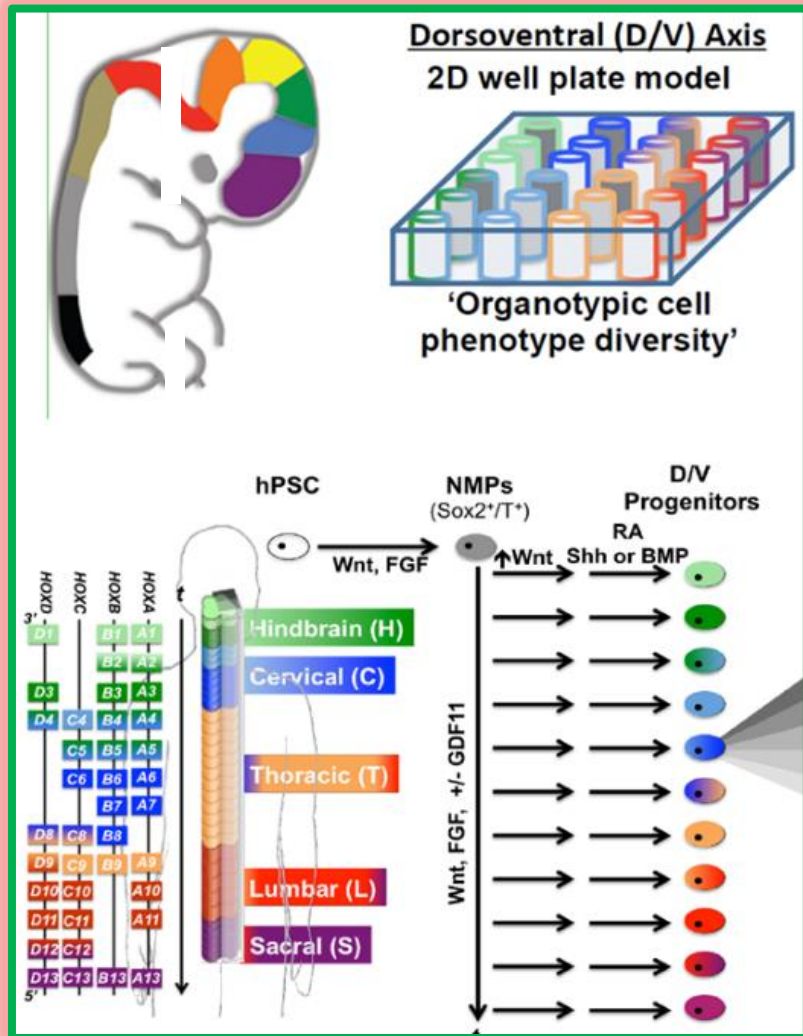 Dorsoventral (D/V) Axis
2D well plate model
‘Organotypic cell
phenotype diversity’
hPSC
NMPs
(Sox2⁺/T⁺)
D/V
Progenitors
Wnt, FGF
↑Wnt
RA
Shh or BMP
HOXD HOXC HOXB HOXA
t
3'
D1 B1 A1
B2 A2
D3 B3 A3
D4 C4 B4 A4
C5 B5 A5
C6 B6 A6
B7 A7
D8 C8 B8
D9 C9 B9 A9
D10 C10 A10
D11 C11 A11
D12 C12
D13 C13 B13 A13
5'
Hindbrain (H)
Cervical (C)
Thoracic (T)
Lumbar (L)
Sacral (S)
Wnt, FGF, +/- GDF11